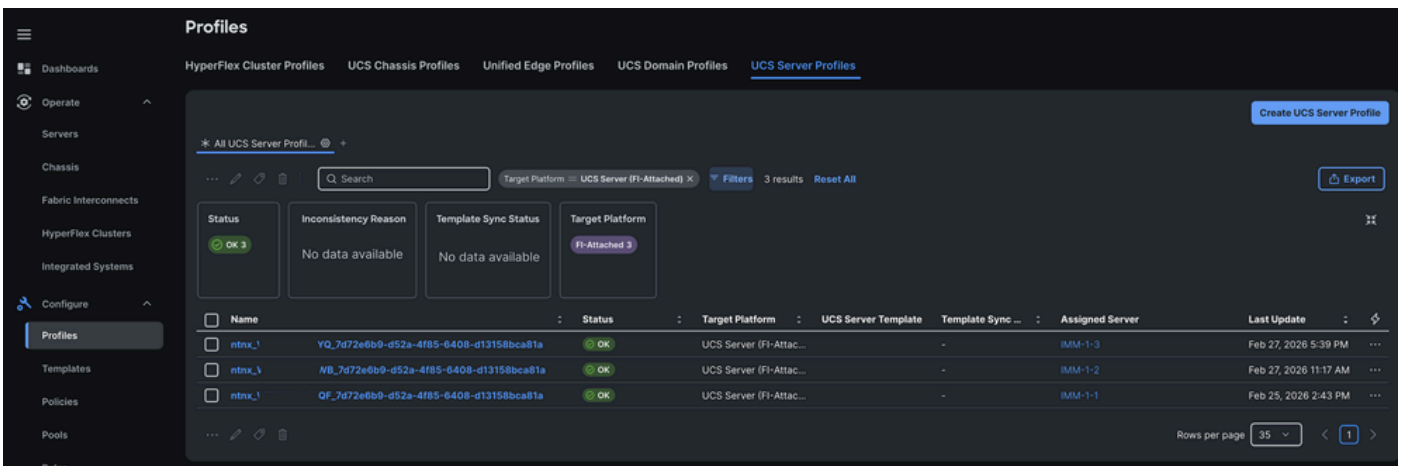 Profiles
HyperFlex Cluster Profiles UCS Chassis Profiles Unified Edge Profiles UCS Domain Profiles UCS Server Profiles
Dashboards
Operate
Servers
Chassis
Fabric Interconnects
HyperFlex Clusters
Integrated Systems
Configure
Profiles
Templates
Policies
Pools
Create UCS Server Profile
All UCS Server Profil... +
Search Target Platform = UCS Server (FI-Attached) × Filters 3 results Reset All Export
Status Inconsistency Reason Template Sync Status Target Platform
OK 3 No data available No data available FI-Attached 3
Name Status Target Platform UCS Server Template Template Sync ... Assigned Server Last Update
ntnx_ YQ_7d72e6b9-d52a-4f85-6408-d13158bca81a OK UCS Server (FI-Attac... - IMM-1-3 Feb 27, 2026 5:39 PM ...
ntnx_ NB_7d72e6b9-d52a-4f85-6408-d13158bca81a OK UCS Server (FI-Attac... - IMM-1-2 Feb 27, 2026 11:17 AM ...
ntnx_ QF_7d72e6b9-d52a-4f85-6408-d13158bca81a OK UCS Server (FI-Attac... - IMM-1-1 Feb 25, 2026 2:43 PM ...
Rows per page 35 < 1 >